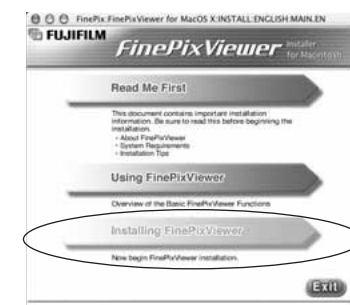 FinePix:FinePixViewer for MacOS X:INSTALL:ENGLISH:MAIN.EN
FUJIFILM
FinePixViewer Installer
for Macintosh
Read Me First
This document contains important installation
information. Be sure to read this before beginning the
installation.
- About FinePixViewer
- System Requirements
- Installation Tips
Using FinePixViewer
Overview of the Basic FinePixViewer Functions
Installing FinePixViewer
Now begin FinePixViewer installation.
Exit